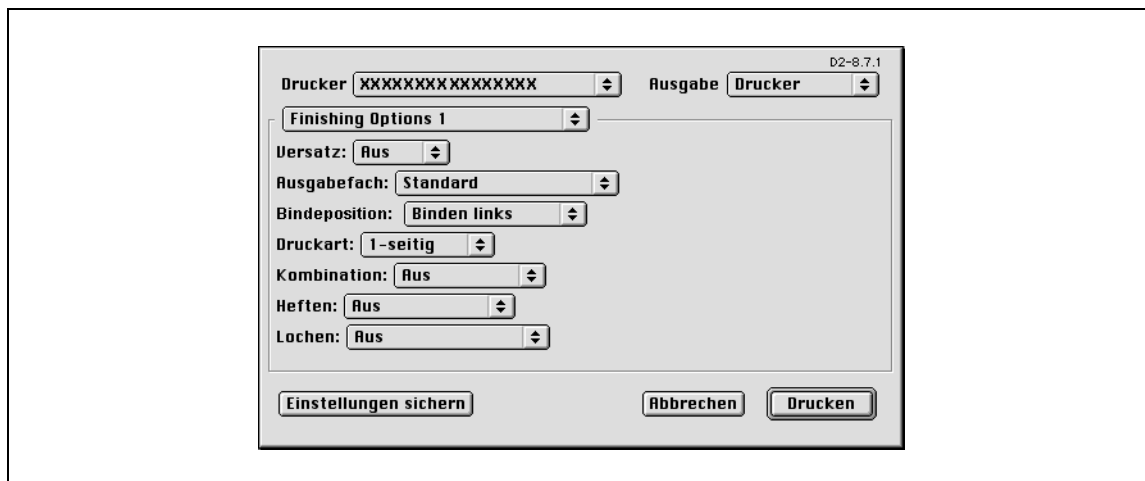 D2-8.7.1
Drucker XXXXXXXXXXXXXXXX Ausgabe Drucker
Finishing Options 1
Versatz: Aus
Ausgabefach: Standard
Bindeposition: Binden links
Druckart: 1-seitig
Kombination: Aus
Heften: Aus
Lochen: Aus
Einstellungen sichern Abbrechen Drucken